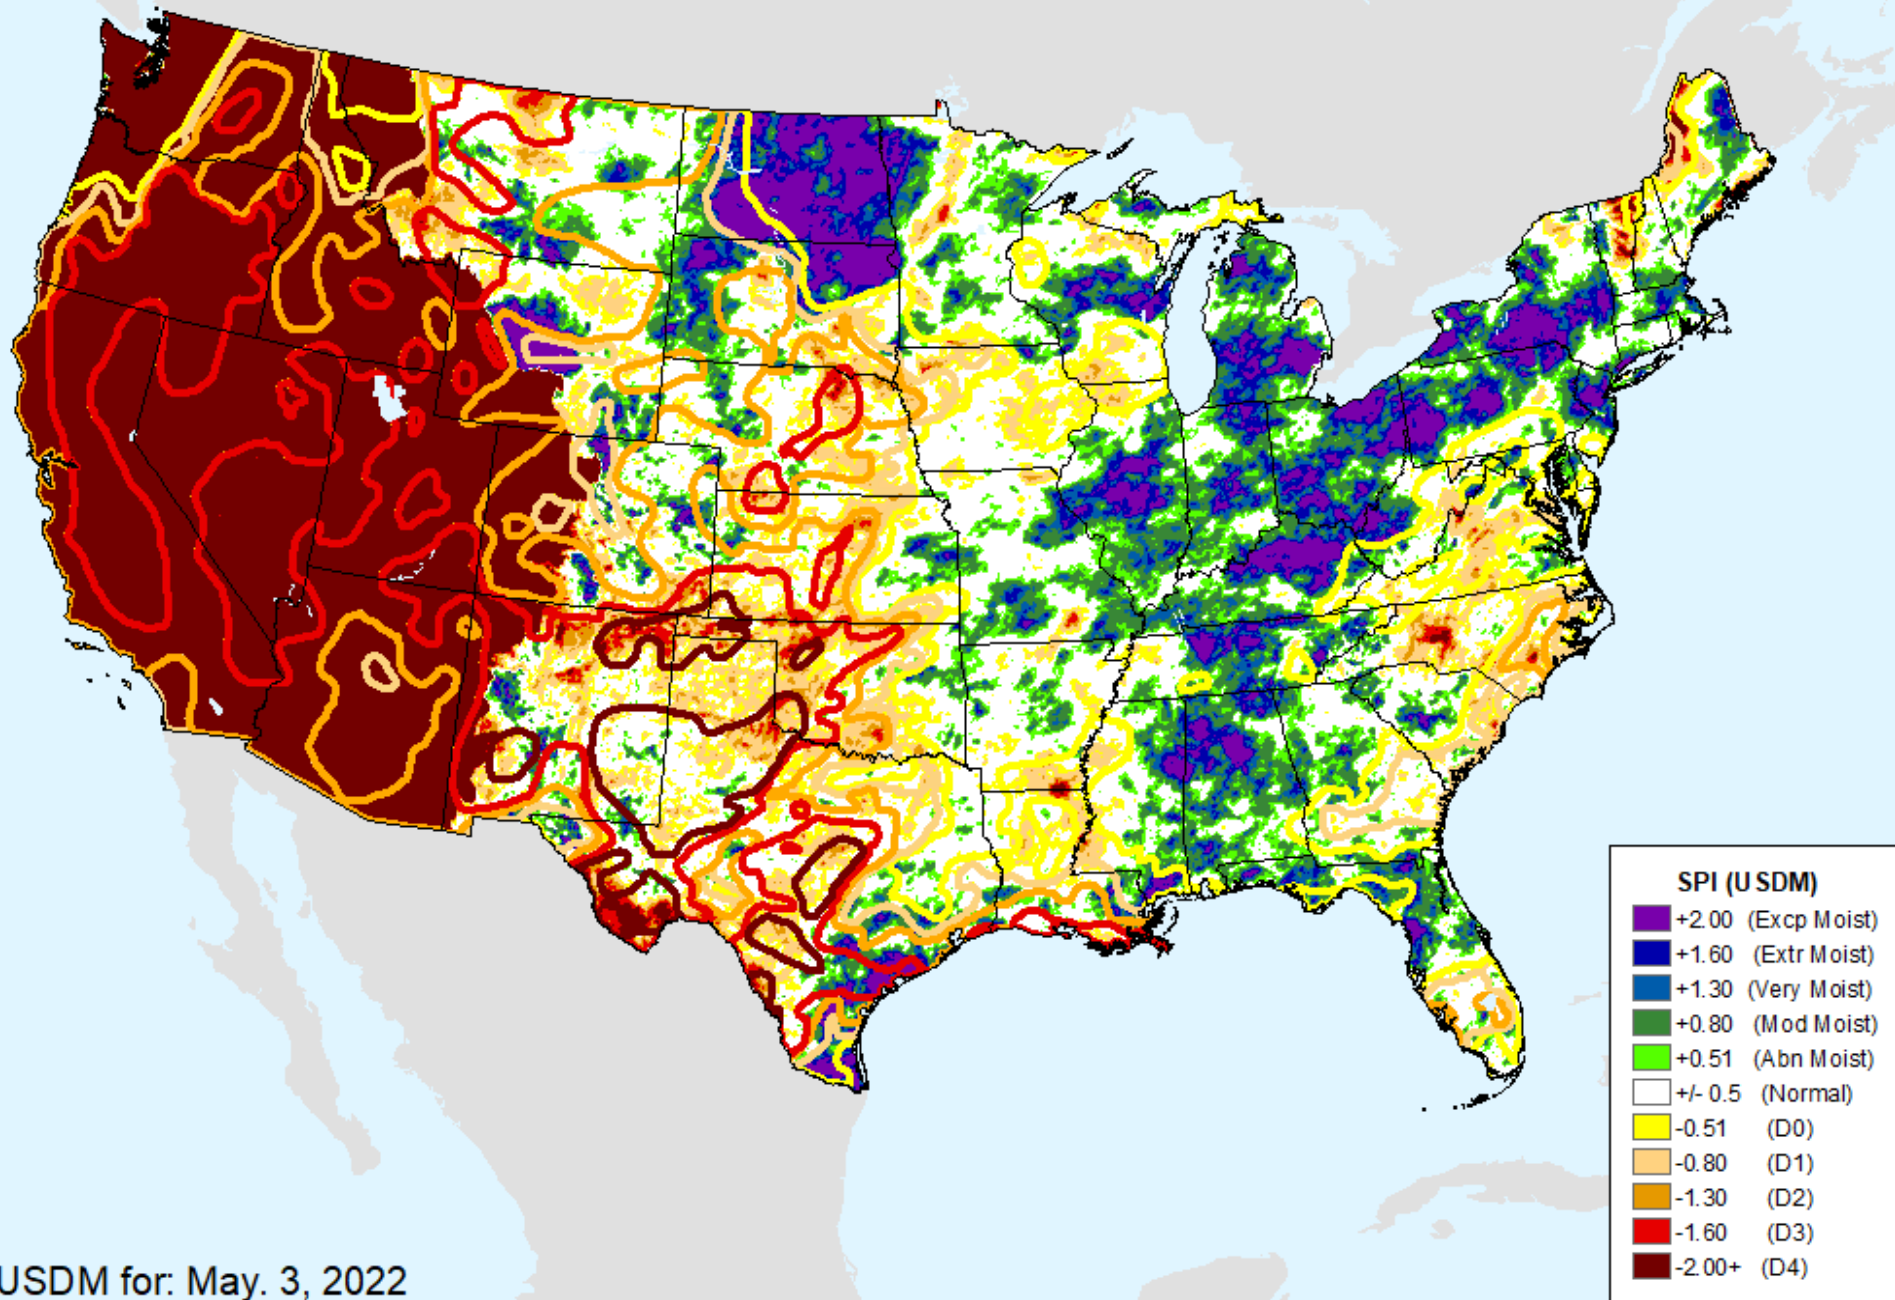 SPI (USDM)
+2.00 (Excp Moist)
+1.60 (Extr Moist)
+1.30 (Very Moist)
+0.80 (Mod Moist)
+0.51 (Abn Moist)
+/- 0.5 (Normal)
-0.51 (D0)
-0.80 (D1)
-1.30 (D2)
-1.60 (D3)
-2.00+ (D4)
USDM for: May. 3, 2022